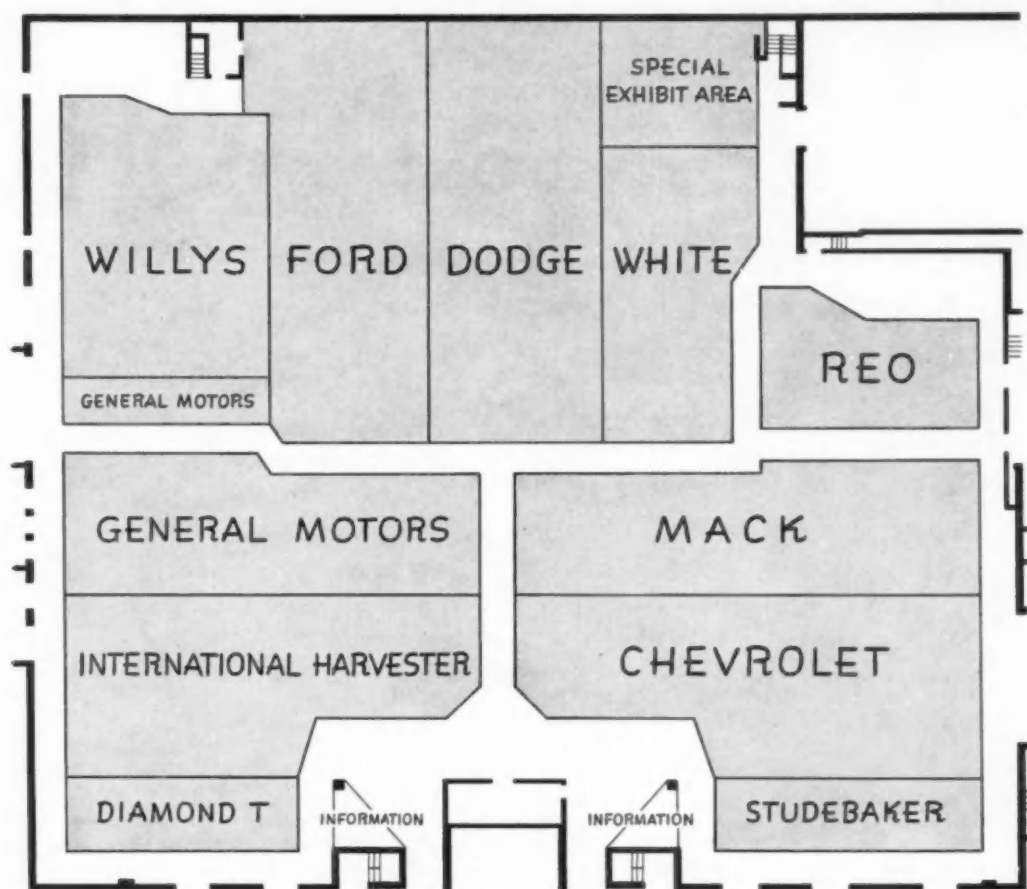 SPECIAL
EXHIBIT AREA
WILLYS
FORD
DODGE
WHITE
REO
GENERAL MOTORS
GENERAL MOTORS
MACK
INTERNATIONAL HARVESTER
CHEVROLET
DIAMOND T
INFORMATION
INFORMATION
STUDEBAKER